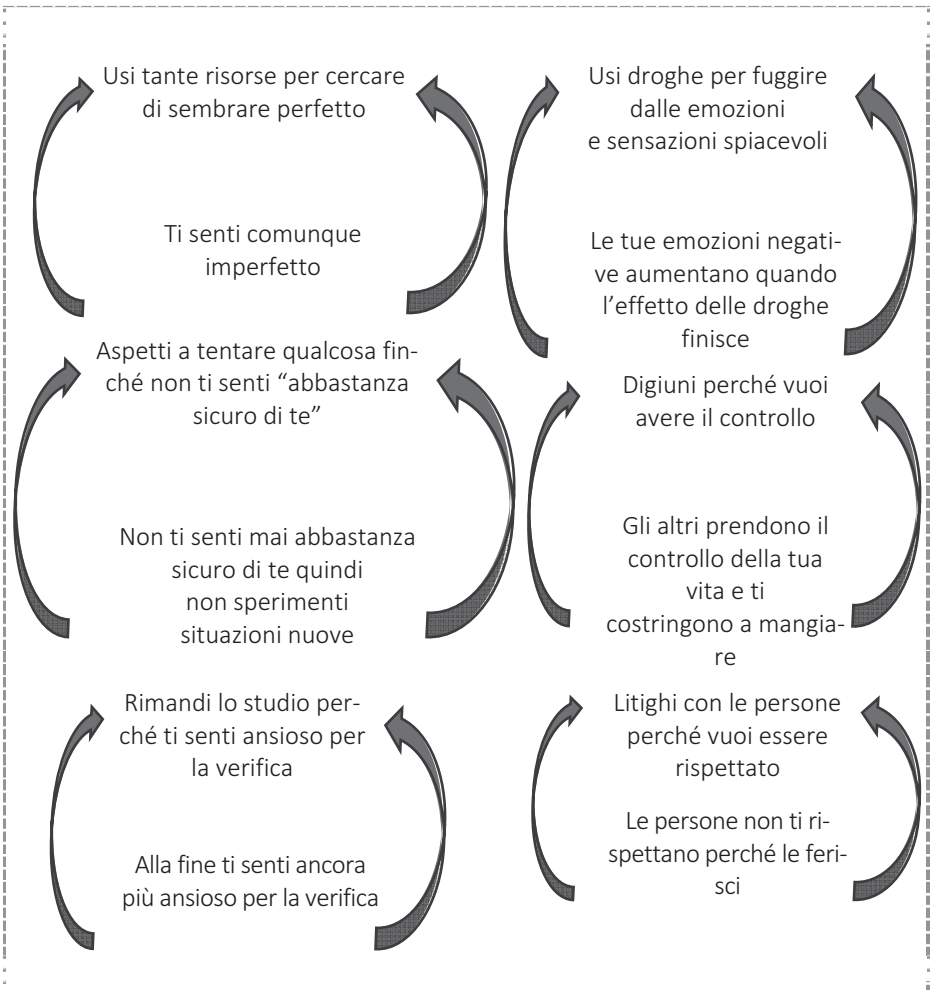 Usi tante risorse per cercare
di sembrare perfetto
Ti senti comunque
imperfetto
Aspetti a tentare qualcosa fin-
ché non ti senti “abbastanza
sicuro di te”
Non ti senti mai abbastanza
sicuro di te quindi
non sperimenti
situazioni nuove
Rimandi lo studio per-
ché ti senti ansioso per
la verifica
Alla fine ti senti ancora
più ansioso per la verifica
Usi droghe per fuggire
dalle emozioni
e sensazioni spiacevoli
Le tue emozioni negati-
ve aumentano quando
l'effetto delle droghe
finisce
Digiuni perché vuoi
avere il controllo
Gli altri prendono il
controllo della tua
vita e ti
costringono a mangia-
re
Litighi con le persone
perché vuoi essere
rispettato
Le persone non ti ri-
spettano perché le feri-
sci